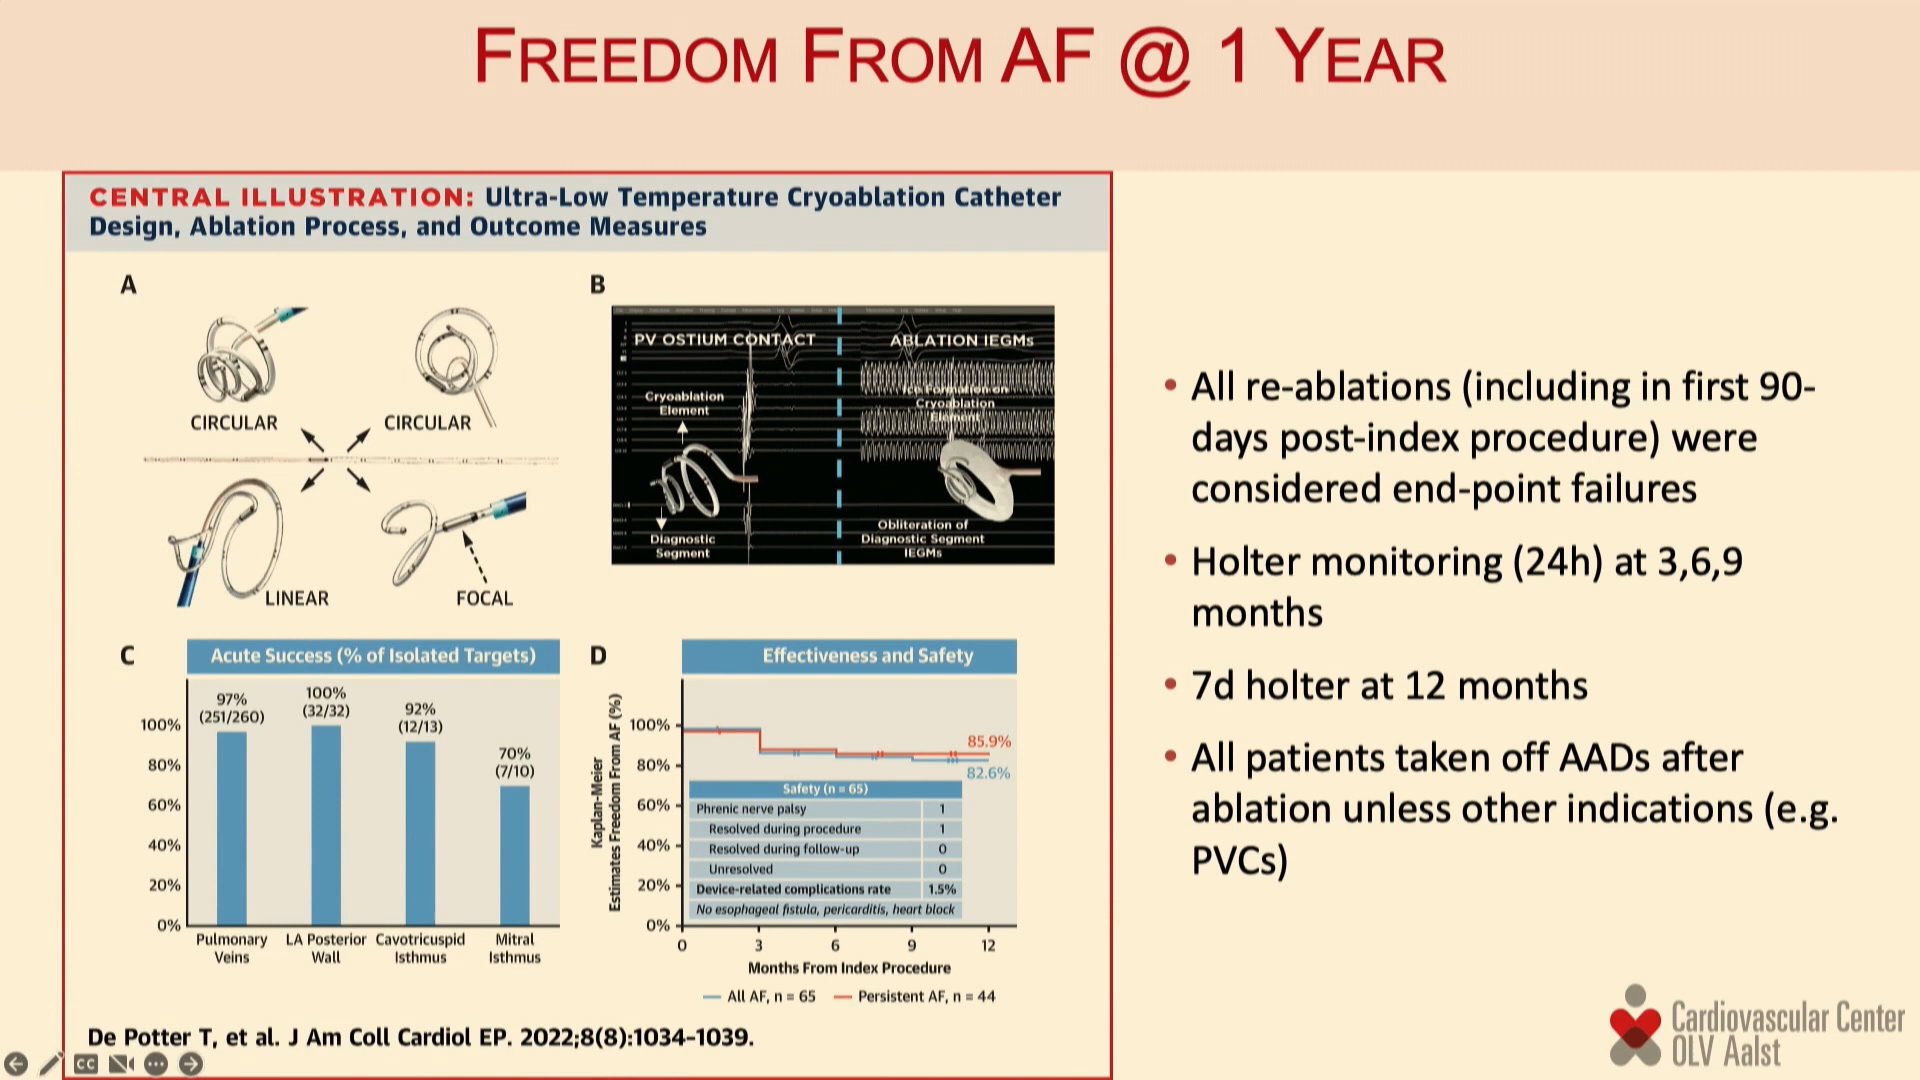 FREEDOM FROM AF @ 1 YEAR
CENTRAL ILLUSTRATION: Ultra-Low Temperature Cryoablation Catheter
Design, Ablation Process, and Outcome Measures
A
CIRCULAR
CIRCULAR
LINEAR
FOCAL
B
PV OSTIUM CONTACT
ABLATION IEGMs
Cryoablation
Element
Diagnostic
Segment
Ice Formation on
Cryoablation
Element
Obliteration of
Diagnostic Segment
IEGMs
C
Acute Success (% of Isolated Targets)
97%
(251/260)
100%
(32/32)
92%
(12/13)
70%
(7/10)
100%
80%
60%
40%
20%
0%
Pulmonary
Veins
LA Posterior
Wall
Cavotricuspid
Isthmus
Mitral
Isthmus
D
Effectiveness and Safety
Kaplan-Meier
Estimates Freedom From AF (%)
100%
80%
60%
40%
20%
0%
85.9%
82.6%
Safety (n = 65)
Phrenic nerve palsy 1
Resolved during procedure 1
Resolved during follow-up 0
Unresolved 0
Device-related complications rate 1.5%
No esophageal fistula, pericarditis, heart block
0 3 6 9 12
Months From Index Procedure
All AF, n = 65 Persistent AF, n = 44
De Potter T, et al. J Am Coll Cardiol EP. 2022;8(8):1034–1039.
• All re-ablations (including in first 90-
days post-index procedure) were
considered end-point failures
• Holter monitoring (24h) at 3,6,9
months
• 7d holter at 12 months
• All patients taken off AADs after
ablation unless other indications (e.g.
PVCs)
Cardiovascular Center
OLV Aalst
CC